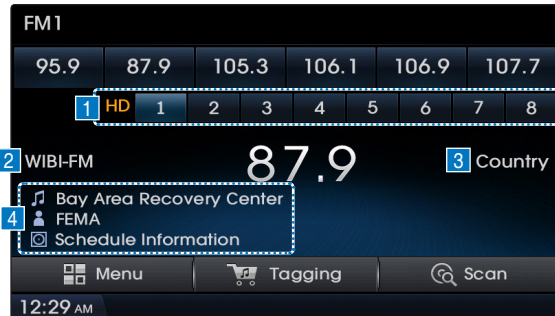 FM1
95.9 87.9 105.3 106.1 106.9 107.7
1 HD 1 2 3 4 5 6 7 8
2 WIBI-FM 87.9 3 Country
Bay Area Recovery Center
4 FEMA
Schedule Information
Menu Tagging Scan
12:29 AM